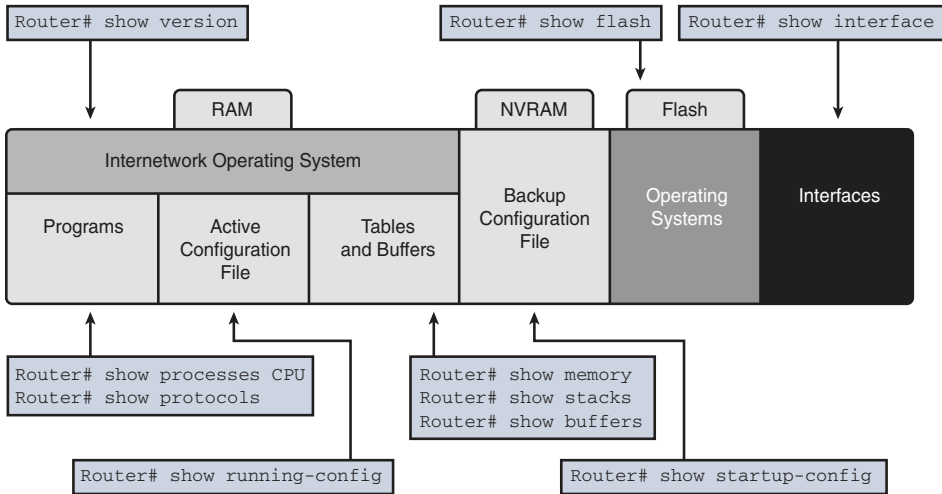 Router# show version
Router# show flash
Router# show interface
RAM
NVRAM
Flash
Internetwork Operating System
Programs
Active
Configuration
File
Tables
and Buffers
Backup
Configuration
File
Operating
Systems
Interfaces
Router# show processes CPU
Router# show protocols
Router# show memory
Router# show stacks
Router# show buffers
Router# show running-config
Router# show startup-config